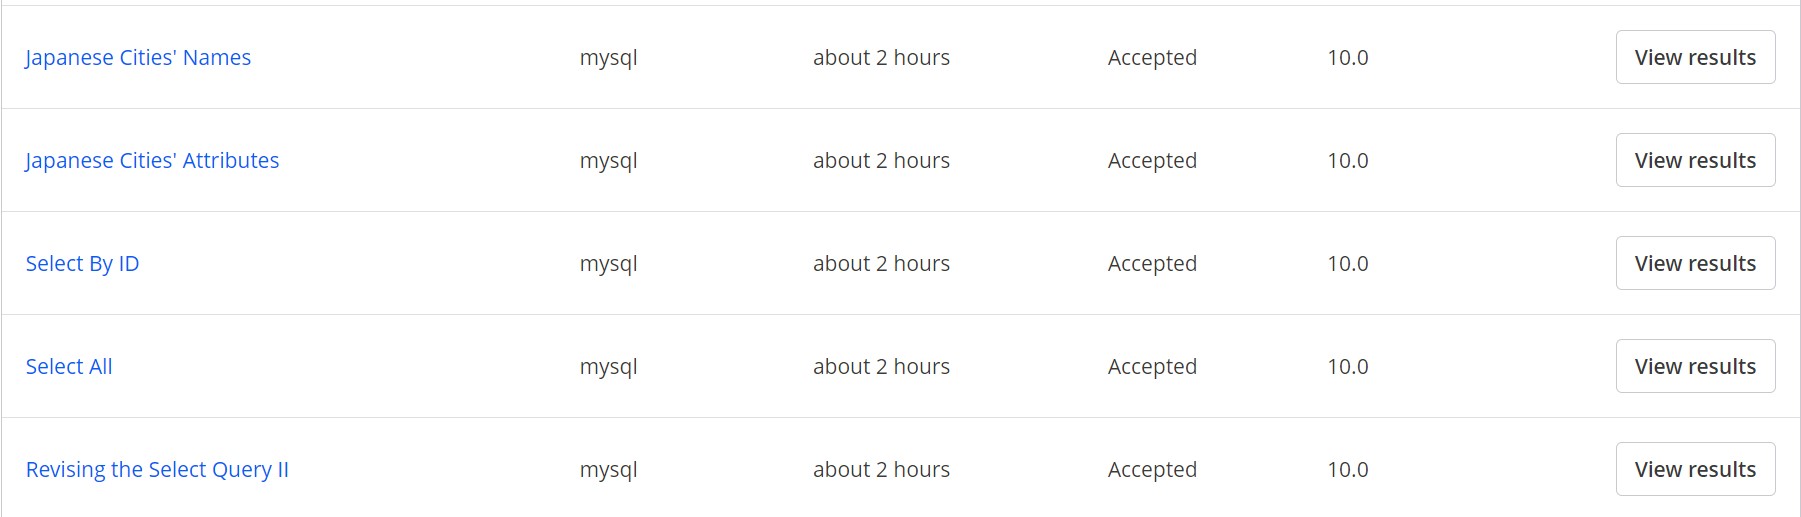 Japanese Cities' Names mysql about 2 hours Accepted 10.0 View results
Japanese Cities' Attributes mysql about 2 hours Accepted 10.0 View results
Select By ID mysql about 2 hours Accepted 10.0 View results
Select All mysql about 2 hours Accepted 10.0 View results
Revising the Select Query II mysql about 2 hours Accepted 10.0 View results